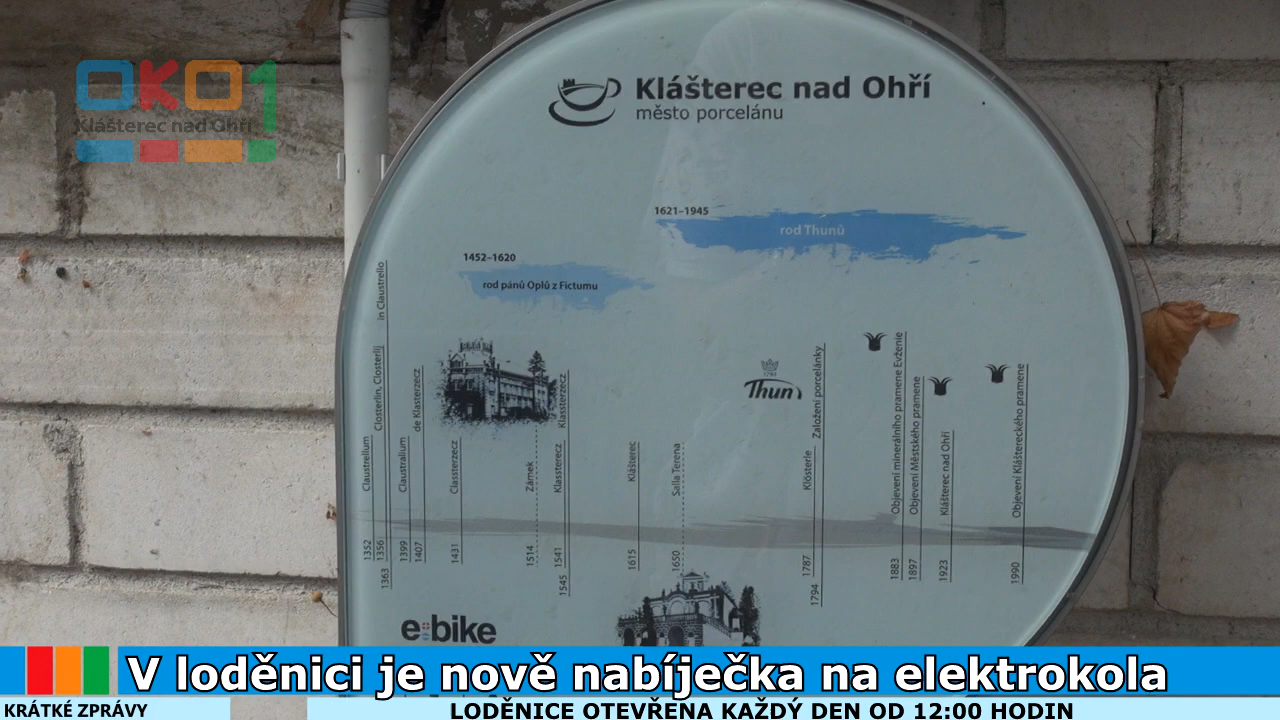 OKO1
Klášterec nad Ohří
Klášterec nad Ohří
město porcelánu
1621–1945
rod Thunů
1452–1620
rod pánů Oplů z Fictumu
1352 Claustrellum
1356 Closterlin, Closterlij
1363 in Claustrello
1399 Claustralium
1407 de Klasterzecz
1431 Classterzecz
1514 Zámek
1541 Klassterecz
1545 Klassterzecz
1615 Klášterec
1650 Salla Terena
1794
Thun
1787 Klösterle
1794 Založení porcelánky
1883 Objevení minerálního pramene Evženie
1897 Objevení Městského pramene
1923 Klášterec nad Ohří
1990 Objevení Kláštereckého pramene
e-bike
V loděnici je nově nabíječka na elektrokola
KRÁTKÉ ZPRÁVY
LODĚNICE OTEVŘENA KAŽDÝ DEN OD 12:00 HODIN